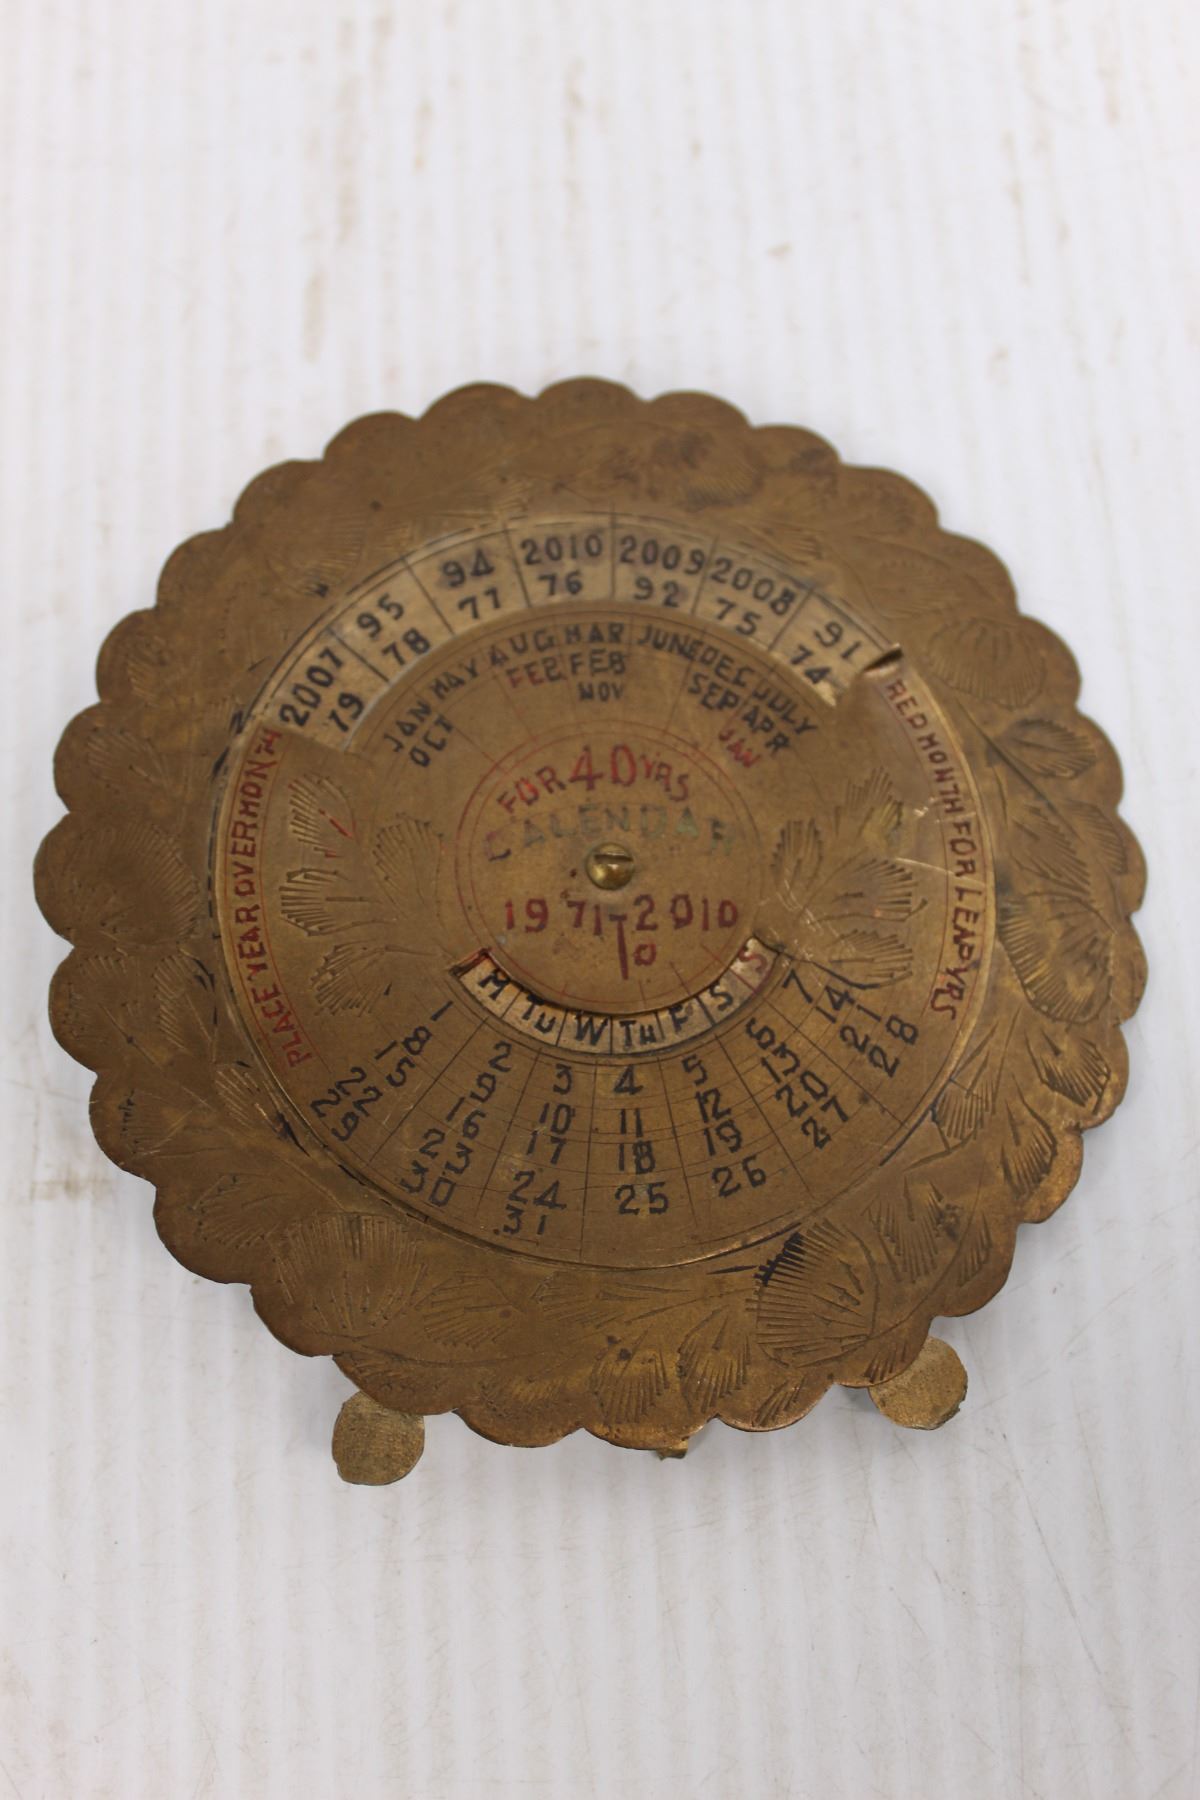 2007 95 94 2010 2009 2008 91
79 78 77 76 92 75 74
JAN MAY AUG MAR JUNE DEC JULY
OCT FEB FEB SEP APR
NOV JAN
PLACE YEAR OVER MONTH
RED MONTH FOR LEAP YRS
FOR 40 YRS
CALENDAR
1971 TO 2010
M TU W TH F S S
1 2 3 4 5 6 7
8 9 10 11 12 13 14
15 16 17 18 19 20 21
22 23 24 25 26 27 28
29 30 31